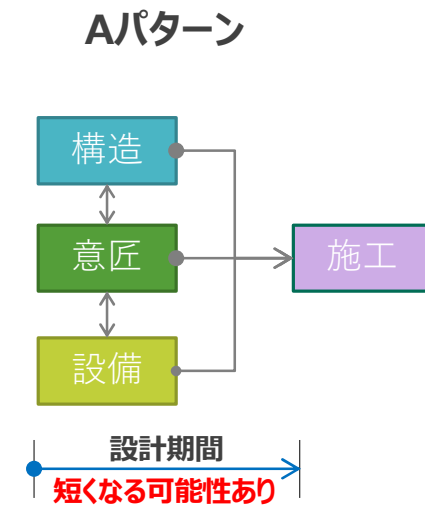 Aパターン
構造
意匠
施工
設備
設計期間
短くなる可能性あり